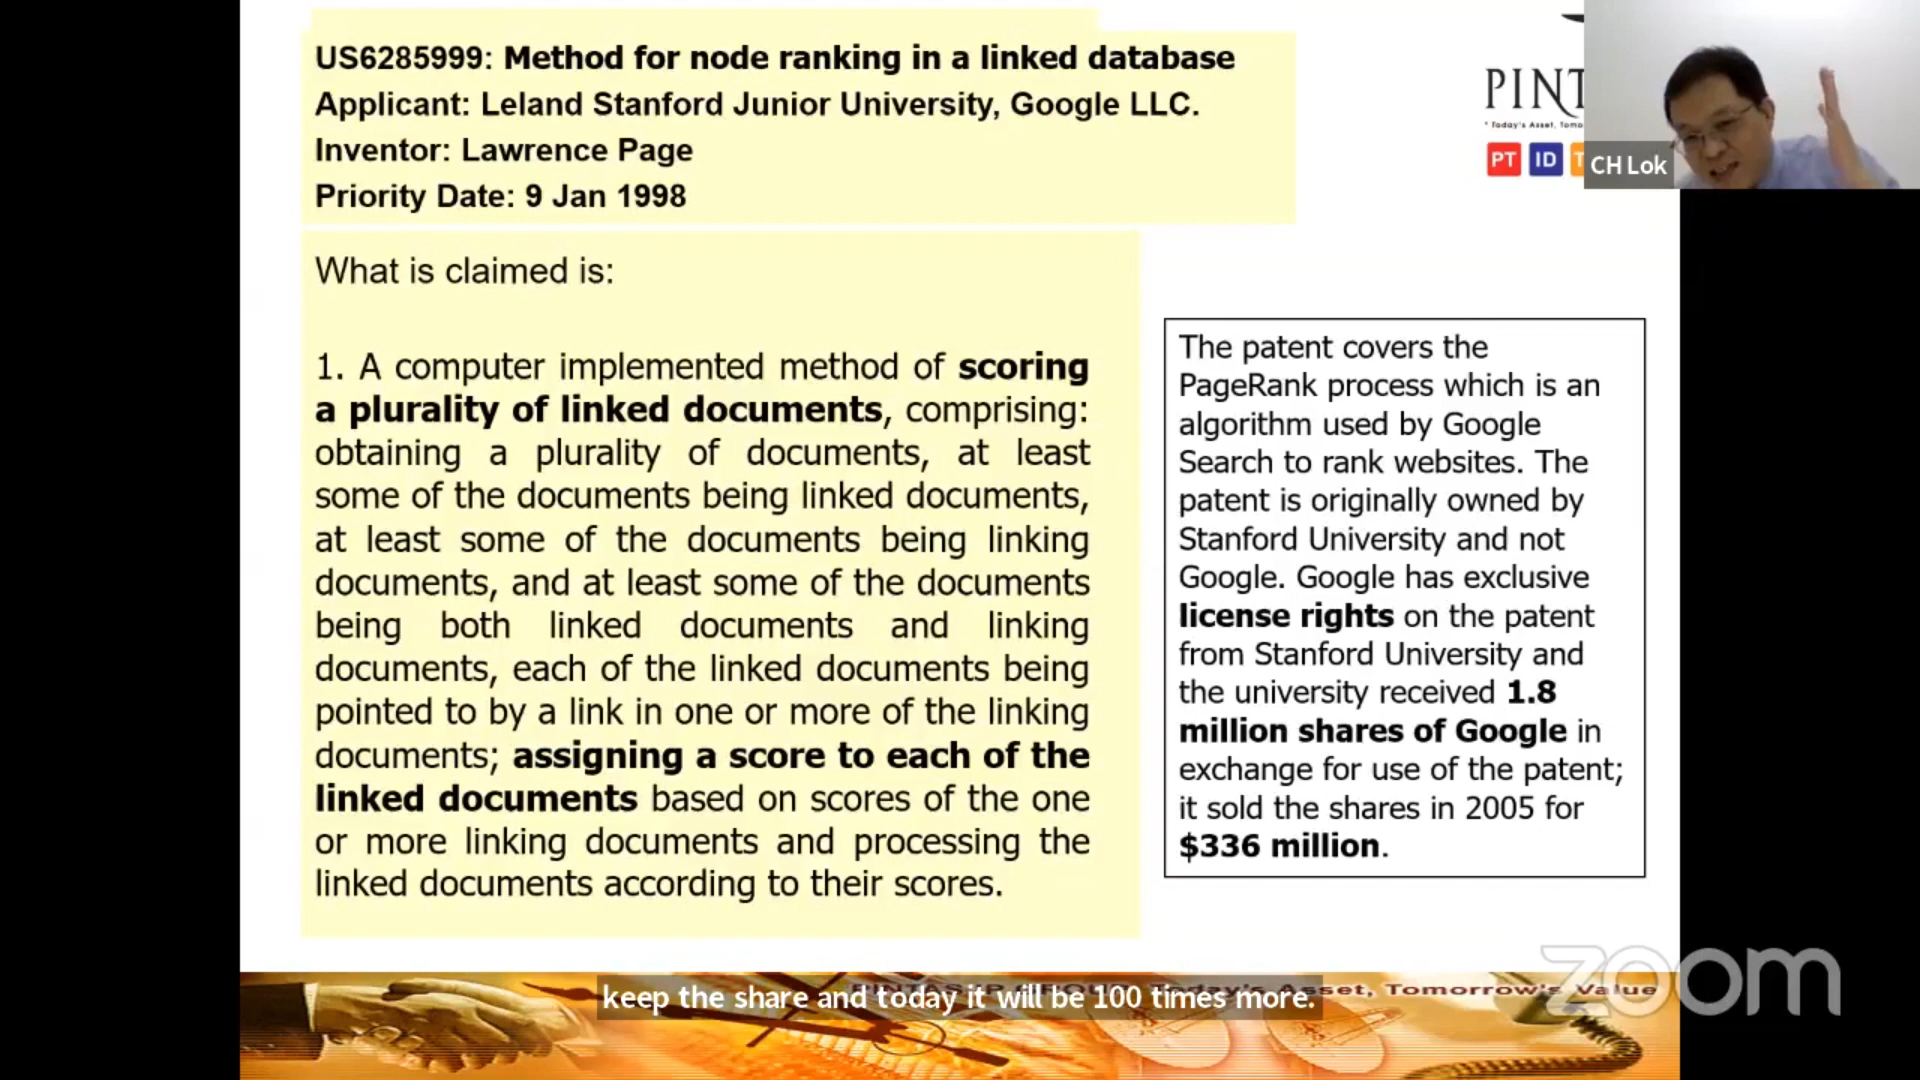 US6285999: Method for node ranking in a linked database
Applicant: Leland Stanford Junior University, Google LLC.
Inventor: Lawrence Page
Priority Date: 9 Jan 1998
PINT
"Today's Asset, Tomo
PT ID T
CH Lok
What is claimed is:
1. A computer implemented method of scoring
a plurality of linked documents, comprising:
obtaining a plurality of documents, at least
some of the documents being linked documents,
at least some of the documents being linking
documents, and at least some of the documents
being both linked documents and linking
documents, each of the linked documents being
pointed to by a link in one or more of the linking
documents; assigning a score to each of the
linked documents based on scores of the one
or more linking documents and processing the
linked documents according to their scores.
The patent covers the
PageRank process which is an
algorithm used by Google
Search to rank websites. The
patent is originally owned by
Stanford University and not
Google. Google has exclusive
license rights on the patent
from Stanford University and
the university received 1.8
million shares of Google in
exchange for use of the patent;
it sold the shares in 2005 for
$336 million.
keep the share and today it will be 100 times more.
Asset, Tomorrow's Value
zoom